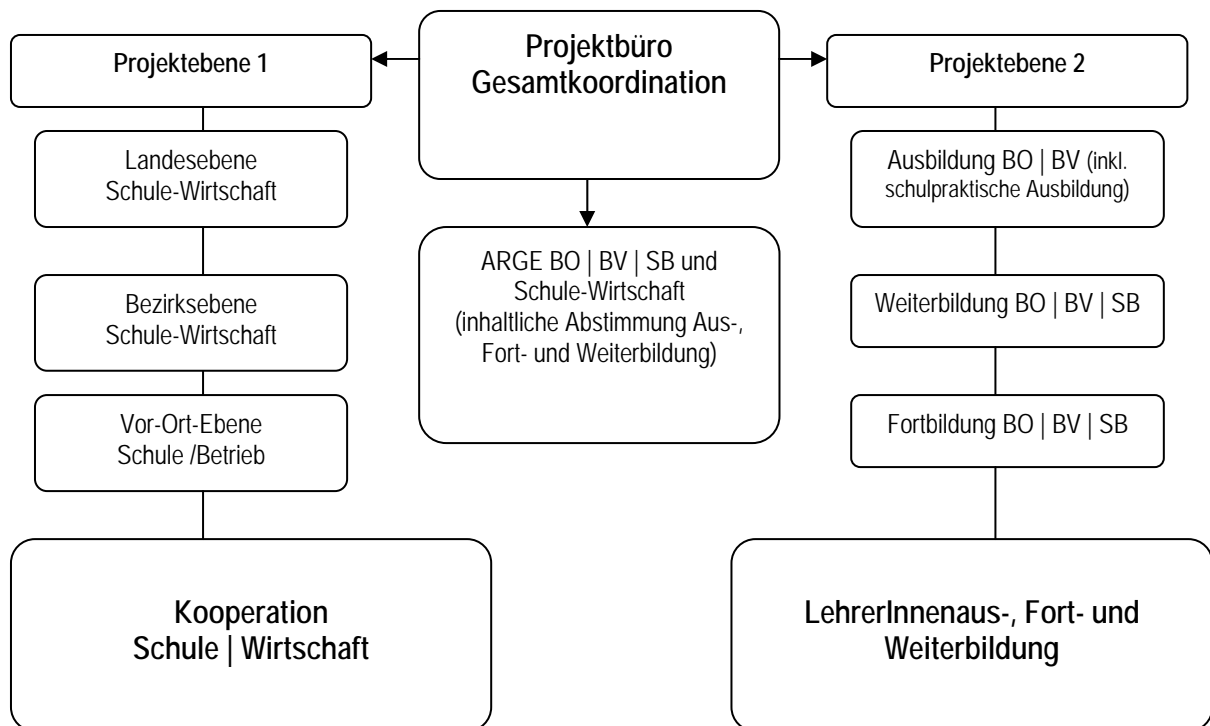 Projektebene 1
Landesebene
Schule-Wirtschaft
Bezirksebene
Schule-Wirtschaft
Vor-Ort-Ebene
Schule /Betrieb
Kooperation
Schule | Wirtschaft
Projektbüro
Gesamtkoordination
ARGE BO | BV | SB und
Schule-Wirtschaft
(inhaltliche Abstimmung Aus-,
Fort- und Weiterbildung)
Projektebene 2
Ausbildung BO | BV (inkl.
schulpraktische Ausbildung)
Weiterbildung BO | BV | SB
Fortbildung BO | BV | SB
LehrerInnenaus-, Fort- und
Weiterbildung